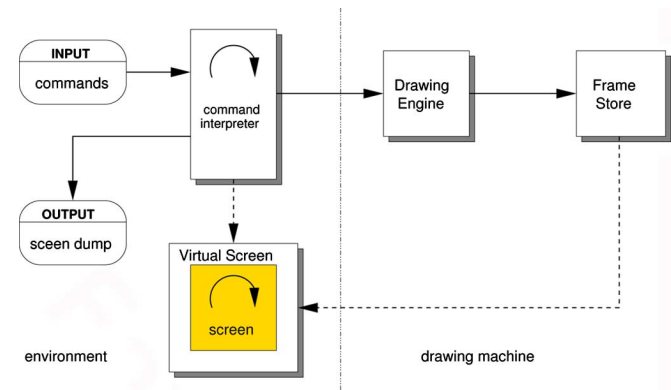 INPUT
commands
command
interpreter
Drawing
Engine
Frame
Store
OUTPUT
sceen dump
Virtual Screen
screen
environment
drawing machine